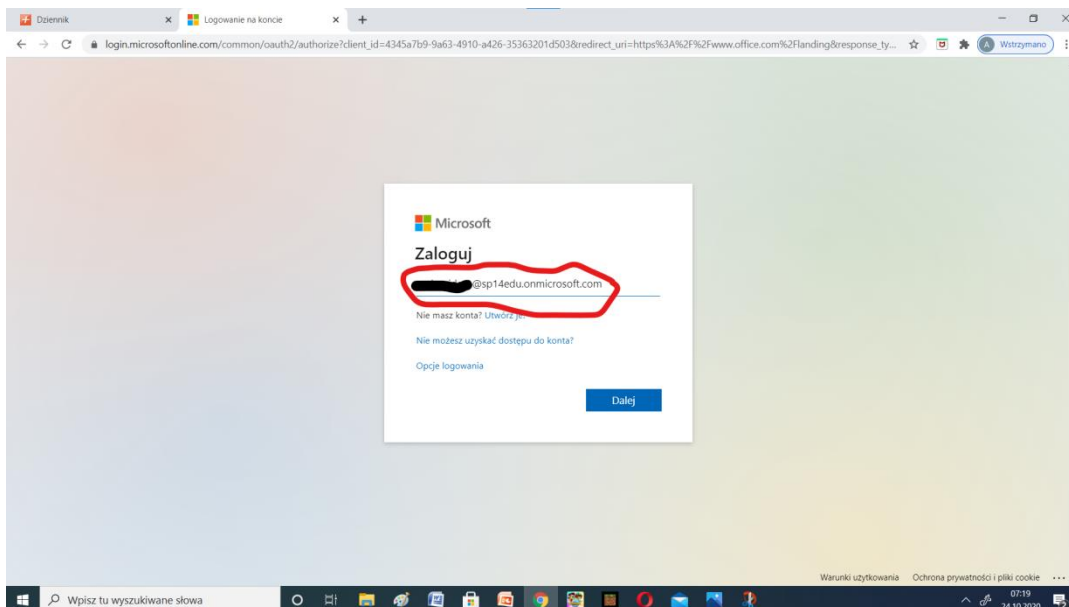 Dziennik
Logowanie na koncie
login.microsoftonline.com/common/oauth2/authorize?client_id=4345a7b9-9a63-4910-a426-35363201d503&redirect_uri=https%3A%2F%2Fwww.office.com%2Flanding&response_ty...
A
Wstrzymano
Microsoft
Zaloguj
@sp14edu.onmicrosoft.com
Nie masz konta? Utwórz je!
Nie możesz uzyskać dostępu do konta?
Opcje logowania
Dalej
Warunki użytkowania Ochrona prywatności i pliki cookie ...
Wpisz tu wyszukiwane słowa
07:19
24.10.2020